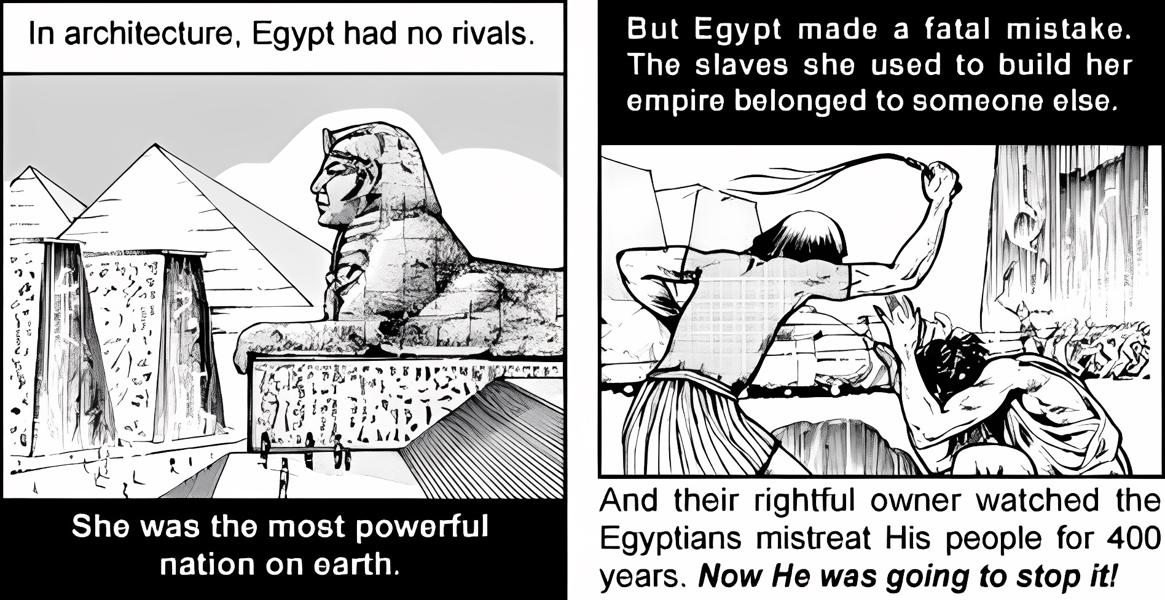 In architecture, Egypt had no rivals.
She was the most powerful
nation on earth.
But Egypt made a fatal mistake.
The slaves she used to build her
empire belonged to someone else.
And their rightful owner watched the
Egyptians mistreat His people for 400
years. Now He was going to stop it!